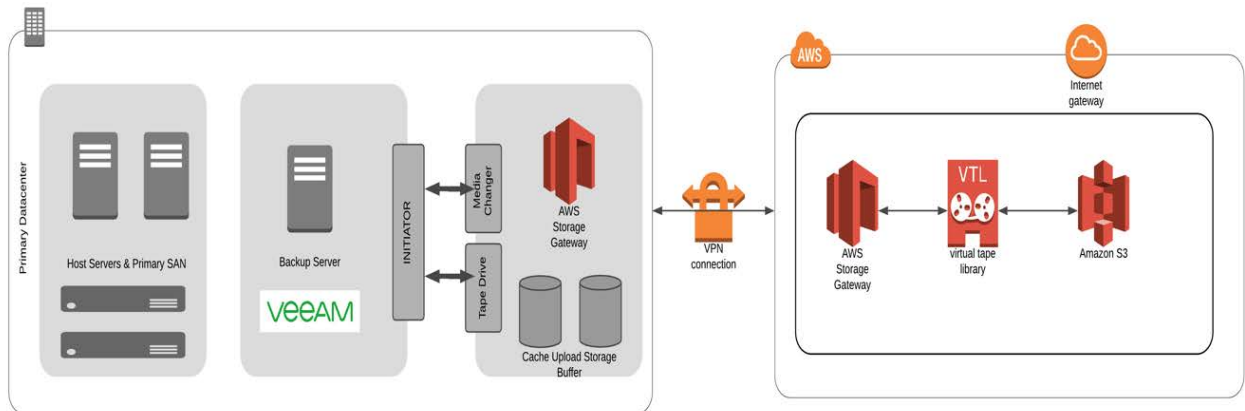 Primary Datacenter
Host Servers & Primary SAN
Backup Server
veeAM
INITIATOR
Media
Changer
Tape Drive
AWS
Storage
Gateway
Cache Upload Storage
Buffer
VPN
connection
AWS
Internet
gateway
AWS
Storage
Gateway
VTL
virtual tape
library
Amazon S3